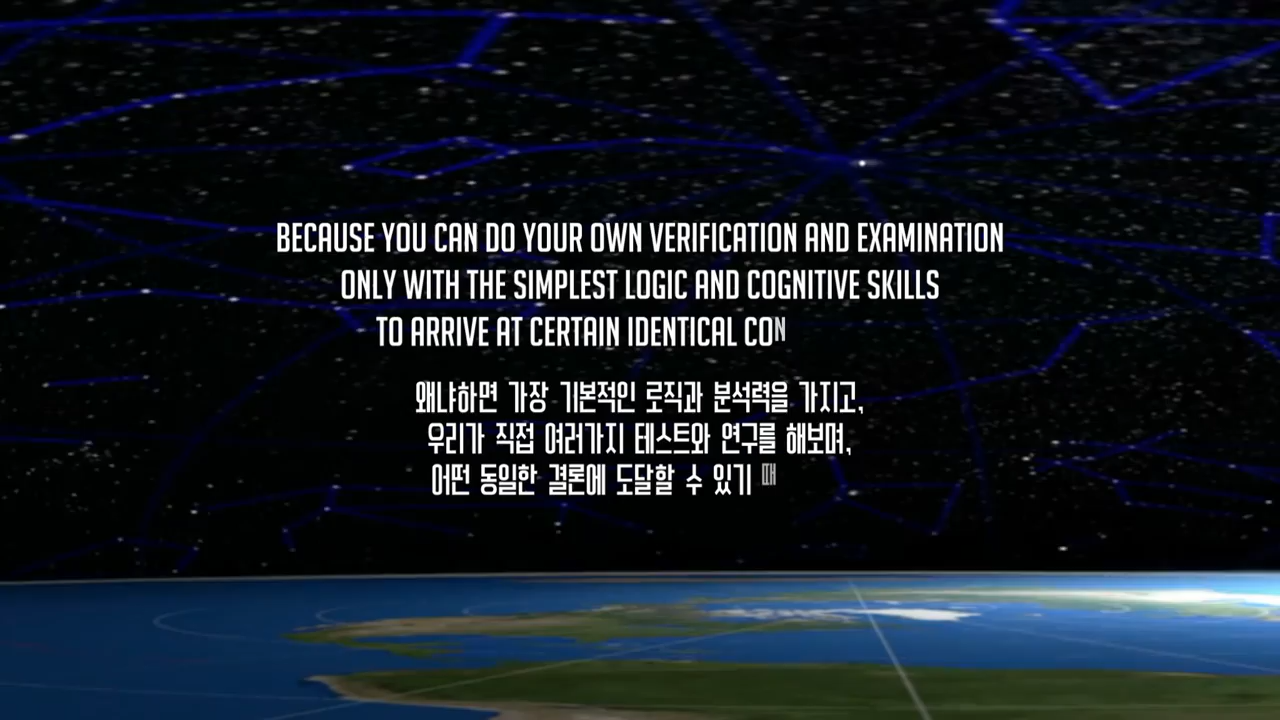 BECAUSE YOU CAN DO YOUR OWN VERIFICATION AND EXAMINATION
ONLY WITH THE SIMPLEST LOGIC AND COGNITIVE SKILLS
TO ARRIVE AT CERTAIN IDENTICAL CON
왜냐하면 가장 기본적인 로직과 분석력을 가지고,
우리가 직접 여러가지 테스트와 연구를 해보며,
어떤 동일한 결론에 도달할 수 있기 때